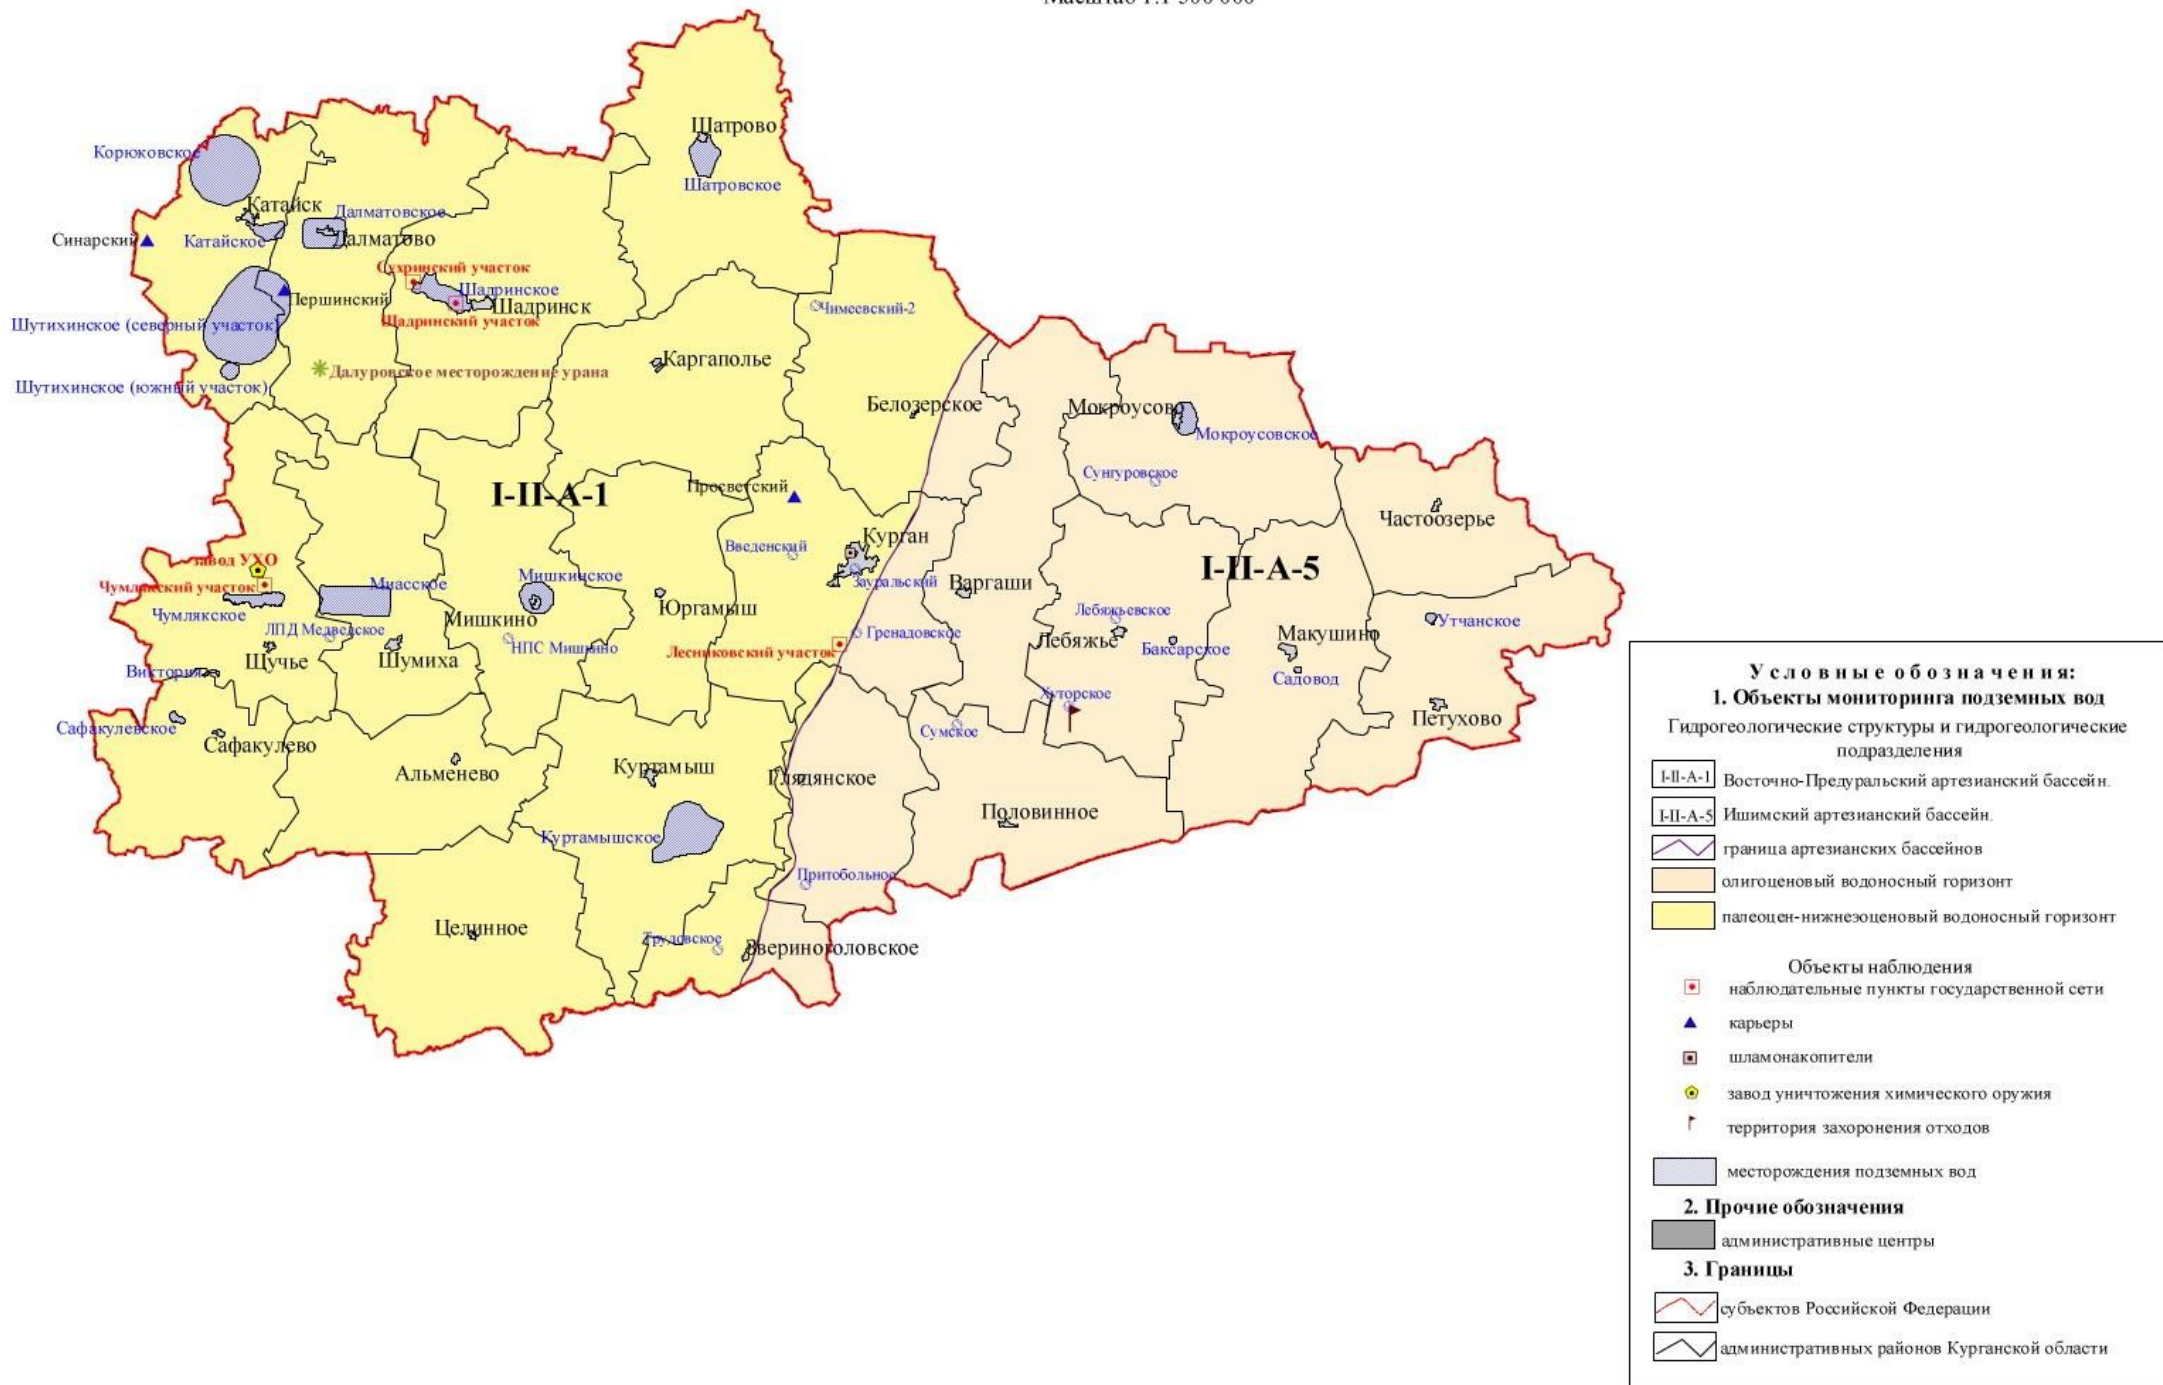 Масштаб 1:1 500 000
Шатрово
Корюковское
Шатровское
Катайск
Далматовское
Синарский
Катайское
Далматово
Сухринский участок
Шадринское
Першинский
Шадринск
Чимеевский-2
Шутихинское (северный участок)
Шадринский участок
Каргаполье
Далуровское месторождение урана
Шутихинское (южный участок)
Белозерское
Мокроусово
Мокроусовское
Сунгуровское
Просветский
I-II-А-1
Частоозерье
Курган
Введенский
завод УХО
I-II-А-5
Чумлякский участок
Миасское
Мишкинское
Зауральский
Варгаши
Чумлякское
Юргамыш
Лебяжьевское
Мишкино
Утчанское
ЛПД Медведское
Гренадовское
Макушино
Лебяжье
НПС Мишкино
Баксарское
Лесниковский участок
Щучье
Шумиха
Виктория
Садовод
Хуторское
Петухово
Сафакулевское
Сумское
Сафакулево
Альменево
Куртамыш
Глядянское
Половинное
Куртамышское
Притобольное
Целинное
Трудовское
Звериноголовское
Условные обозначения:
1. Объекты мониторинга подземных вод
Гидрогеологические структуры и гидрогеологические
подразделения
I-II-А-1 Восточно-Предуральский артезианский бассейн.
I-II-А-5 Ишимский артезианский бассейн.
граница артезианских бассейнов
олигоценовый водоносный горизонт
палеоцен-нижнеэоценовый водоносный горизонт
Объекты наблюдения
наблюдательные пункты государственной сети
карьеры
шламонакопители
завод уничтожения химического оружия
территория захоронения отходов
месторождения подземных вод
2. Прочие обозначения
административные центры
3. Границы
субъектов Российской Федерации
административных районов Курганской области